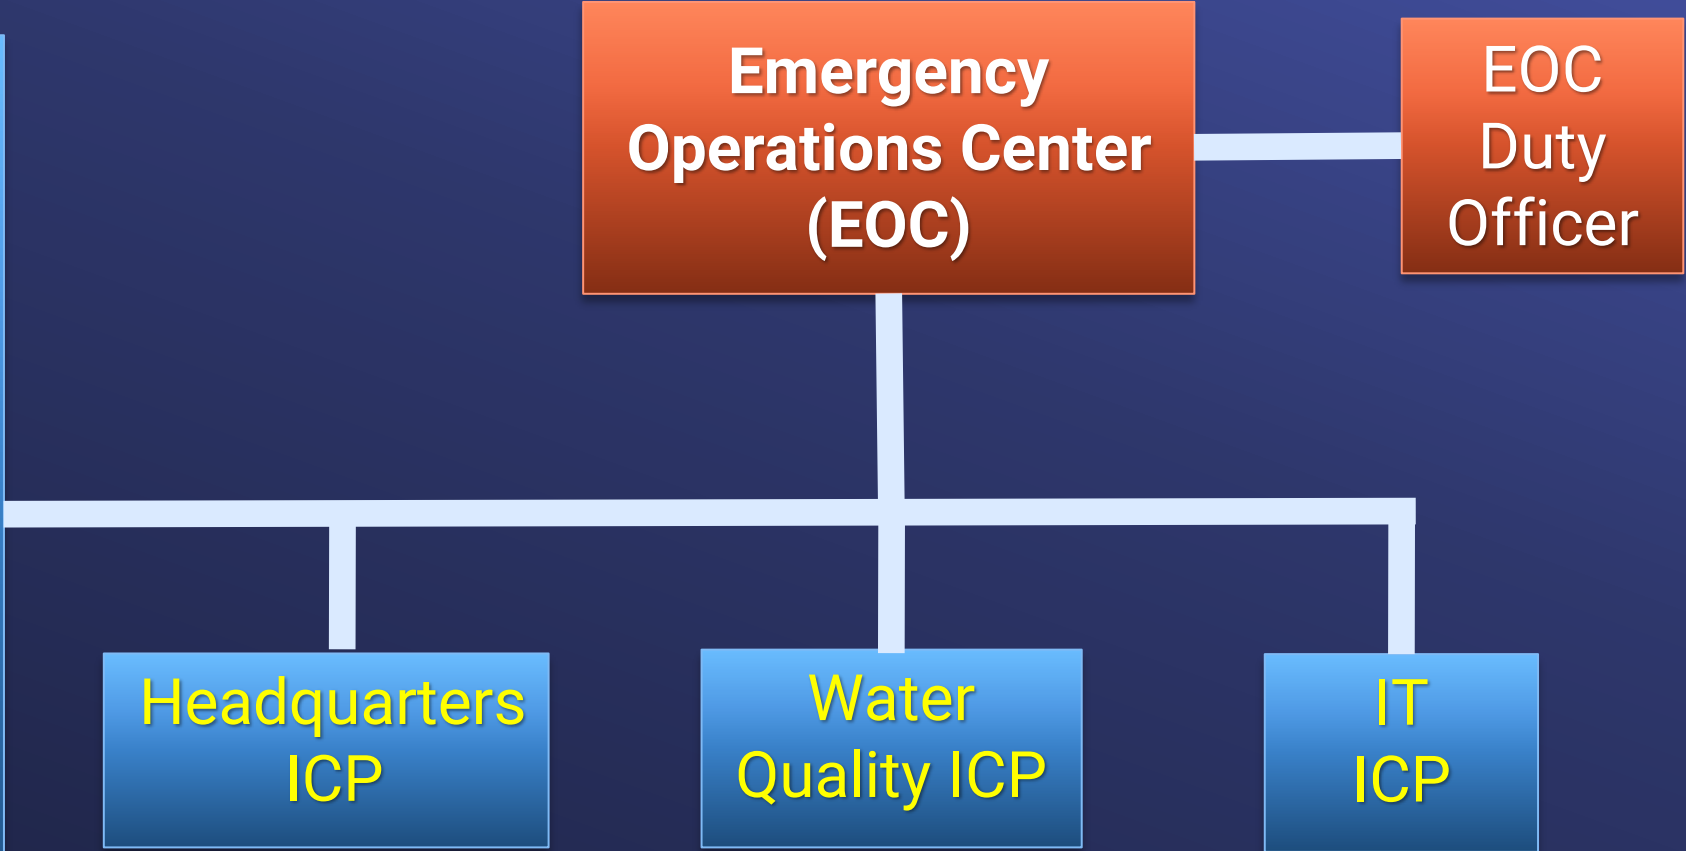 Emergency
Operations Center
(EOC)
EOC
Duty
Officer
Headquarters
ICP
Water
Quality ICP
IT
ICP